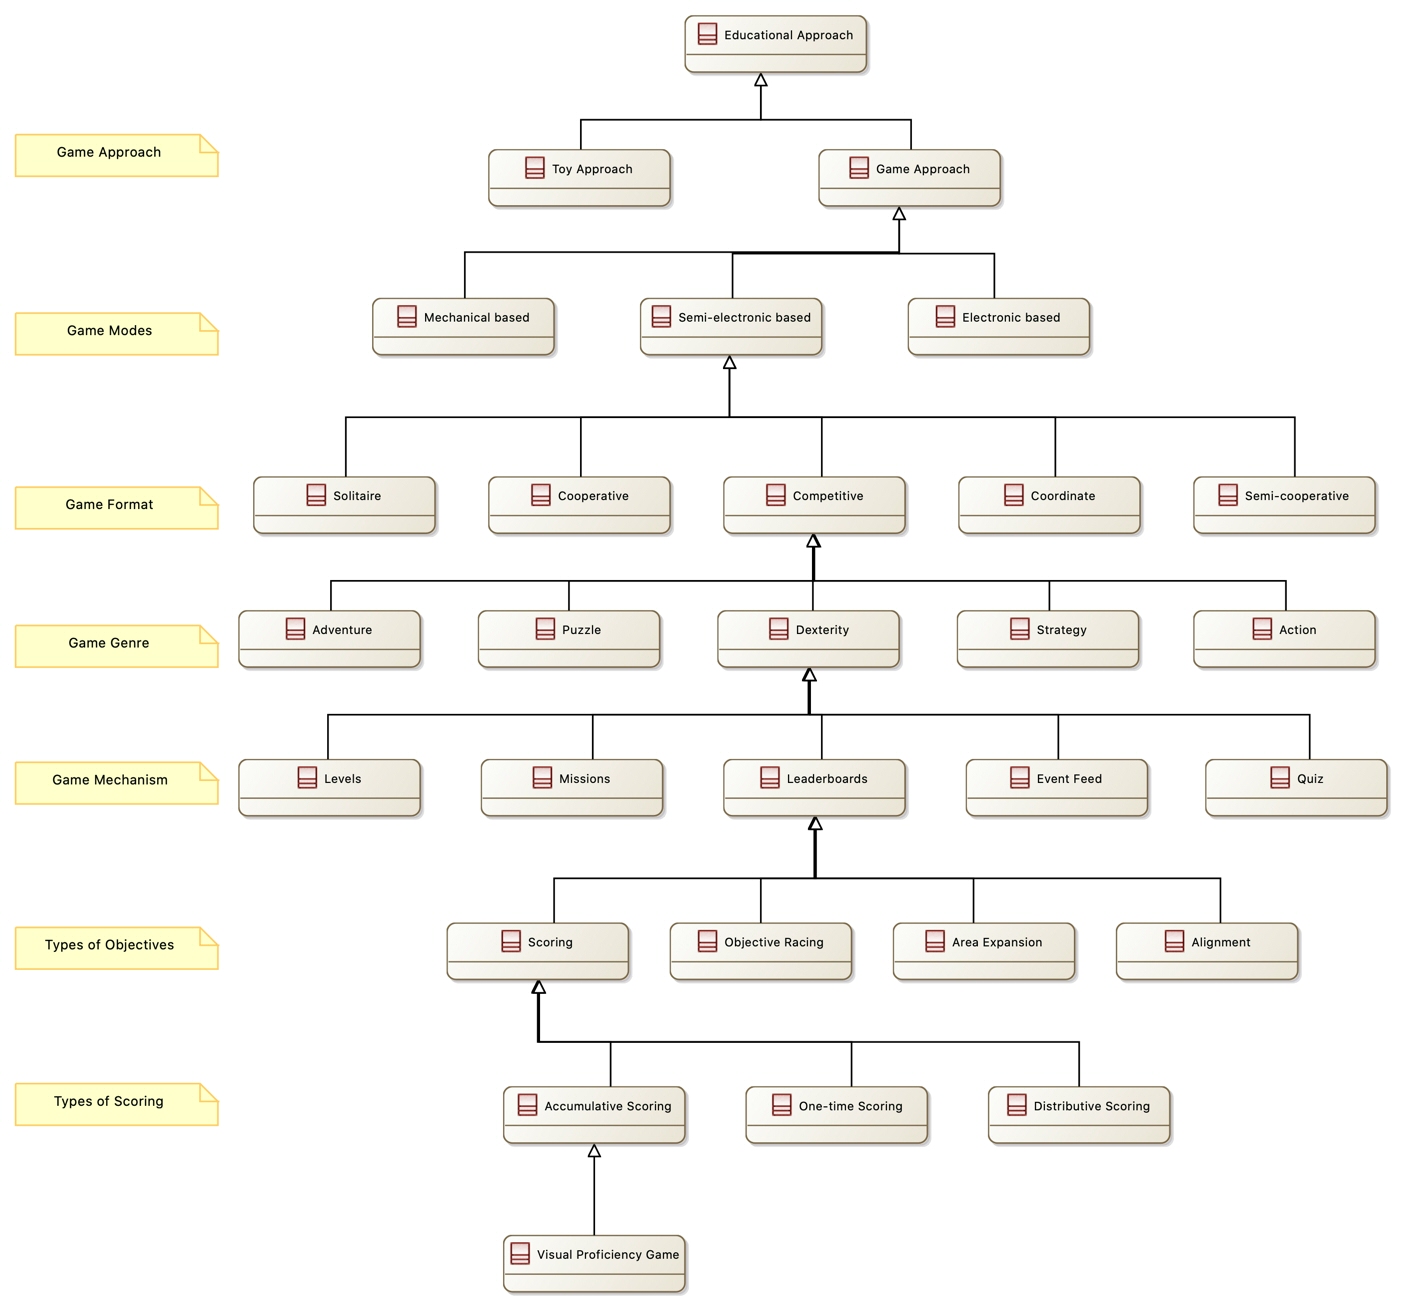 Educational Approach
Game Approach
Toy Approach
Game Approach
Game Modes
Mechanical based
Semi-electronic based
Electronic based
Game Format
Solitaire
Cooperative
Competitive
Coordinate
Semi-cooperative
Game Genre
Adventure
Puzzle
Dexterity
Strategy
Action
Game Mechanism
Levels
Missions
Leaderboards
Event Feed
Quiz
Types of Objectives
Scoring
Objective Racing
Area Expansion
Alignment
Types of Scoring
Accumulative Scoring
One-time Scoring
Distributive Scoring
Visual Proficiency Game